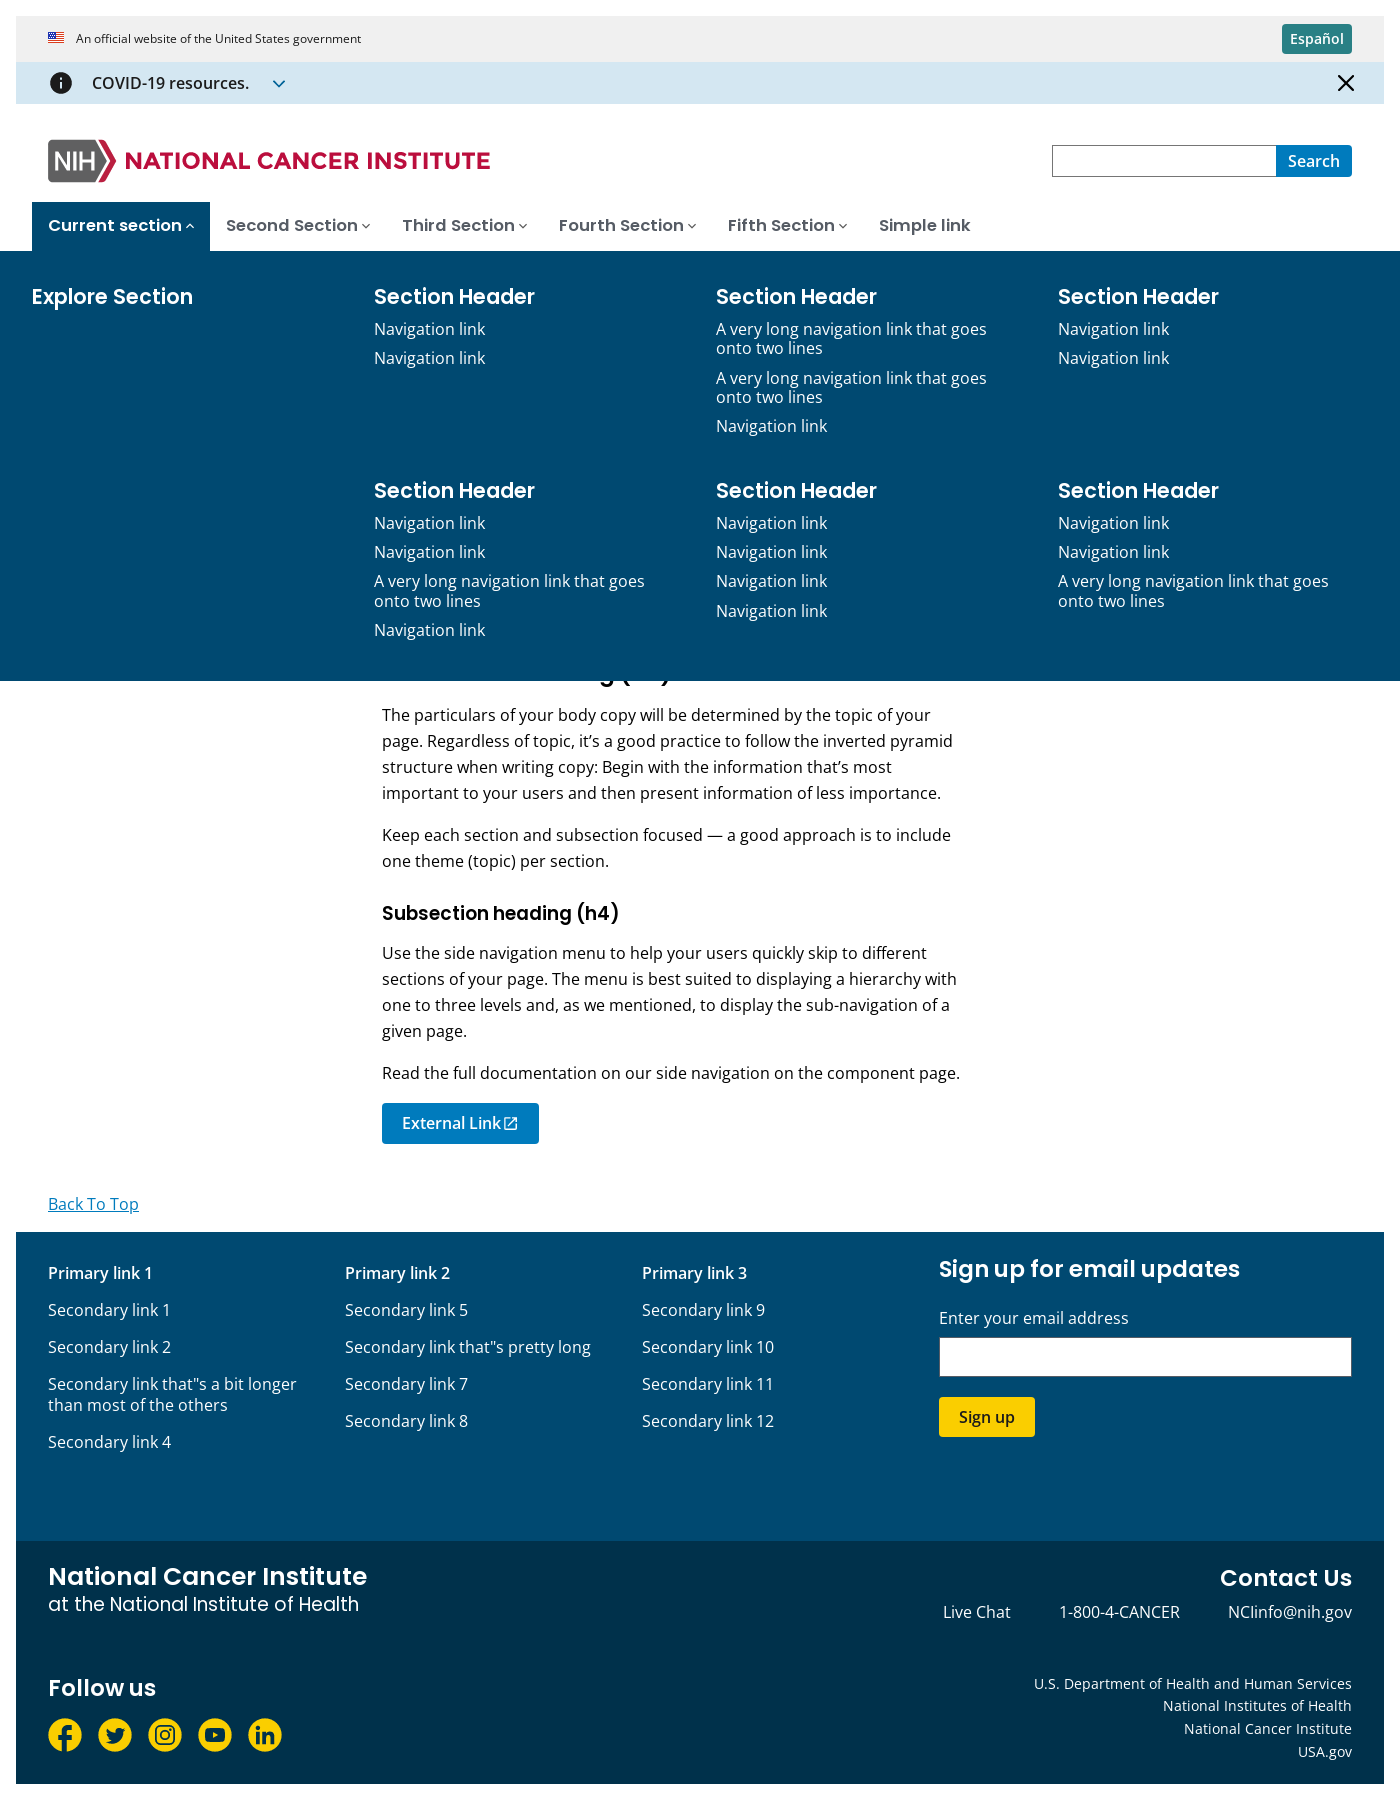 An official website of the United States government
Español
COVID-19 resources.
NIH NATIONAL CANCER INSTITUTE
Search
Current section
Second Section
Third Section
Fourth Section
Fifth Section
Simple link
Explore Section
Section Header
Navigation link
Navigation link
Section Header
A very long navigation link that goes
onto two lines
A very long navigation link that goes
onto two lines
Navigation link
Section Header
Navigation link
Navigation link
Section Header
Navigation link
Navigation link
A very long navigation link that goes
onto two lines
Navigation link
Section Header
Navigation link
Navigation link
Navigation link
Navigation link
Section Header
Navigation link
Navigation link
A very long navigation link that goes
onto two lines
The particulars of your body copy will be determined by the topic of your
page. Regardless of topic, it’s a good practice to follow the inverted pyramid
structure when writing copy: Begin with the information that’s most
important to your users and then present information of less importance.
Keep each section and subsection focused — a good approach is to include
one theme (topic) per section.
Subsection heading (h4)
Use the side navigation menu to help your users quickly skip to different
sections of your page. The menu is best suited to displaying a hierarchy with
one to three levels and, as we mentioned, to display the sub-navigation of a
given page.
Read the full documentation on our side navigation on the component page.
External Link
Back To Top
Primary link 1
Secondary link 1
Secondary link 2
Secondary link that"s a bit longer
than most of the others
Secondary link 4
Primary link 2
Secondary link 5
Secondary link that"s pretty long
Secondary link 7
Secondary link 8
Primary link 3
Secondary link 9
Secondary link 10
Secondary link 11
Secondary link 12
Sign up for email updates
Enter your email address
Sign up
National Cancer Institute
at the National Institute of Health
Contact Us
Live Chat
1-800-4-CANCER
NCIinfo@nih.gov
Follow us
U.S. Department of Health and Human Services
National Institutes of Health
National Cancer Institute
USA.gov